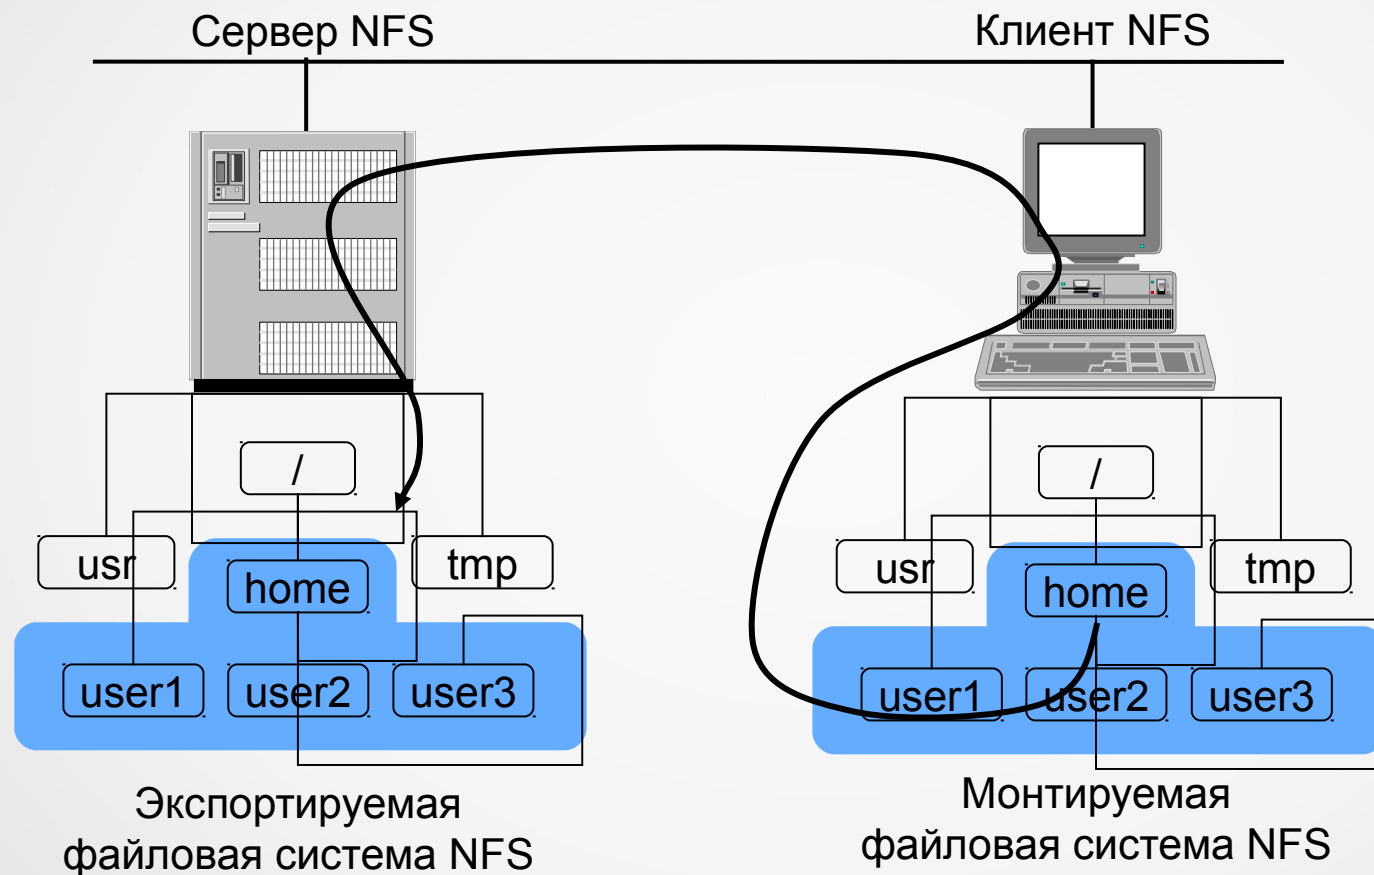 Сервер NFS
Клиент NFS
/
usr
home
tmp
user1
user2
user3
Экспортируемая
файловая система NFS
/
usr
home
tmp
user1
user2
user3
Монтируемая
файловая система NFS